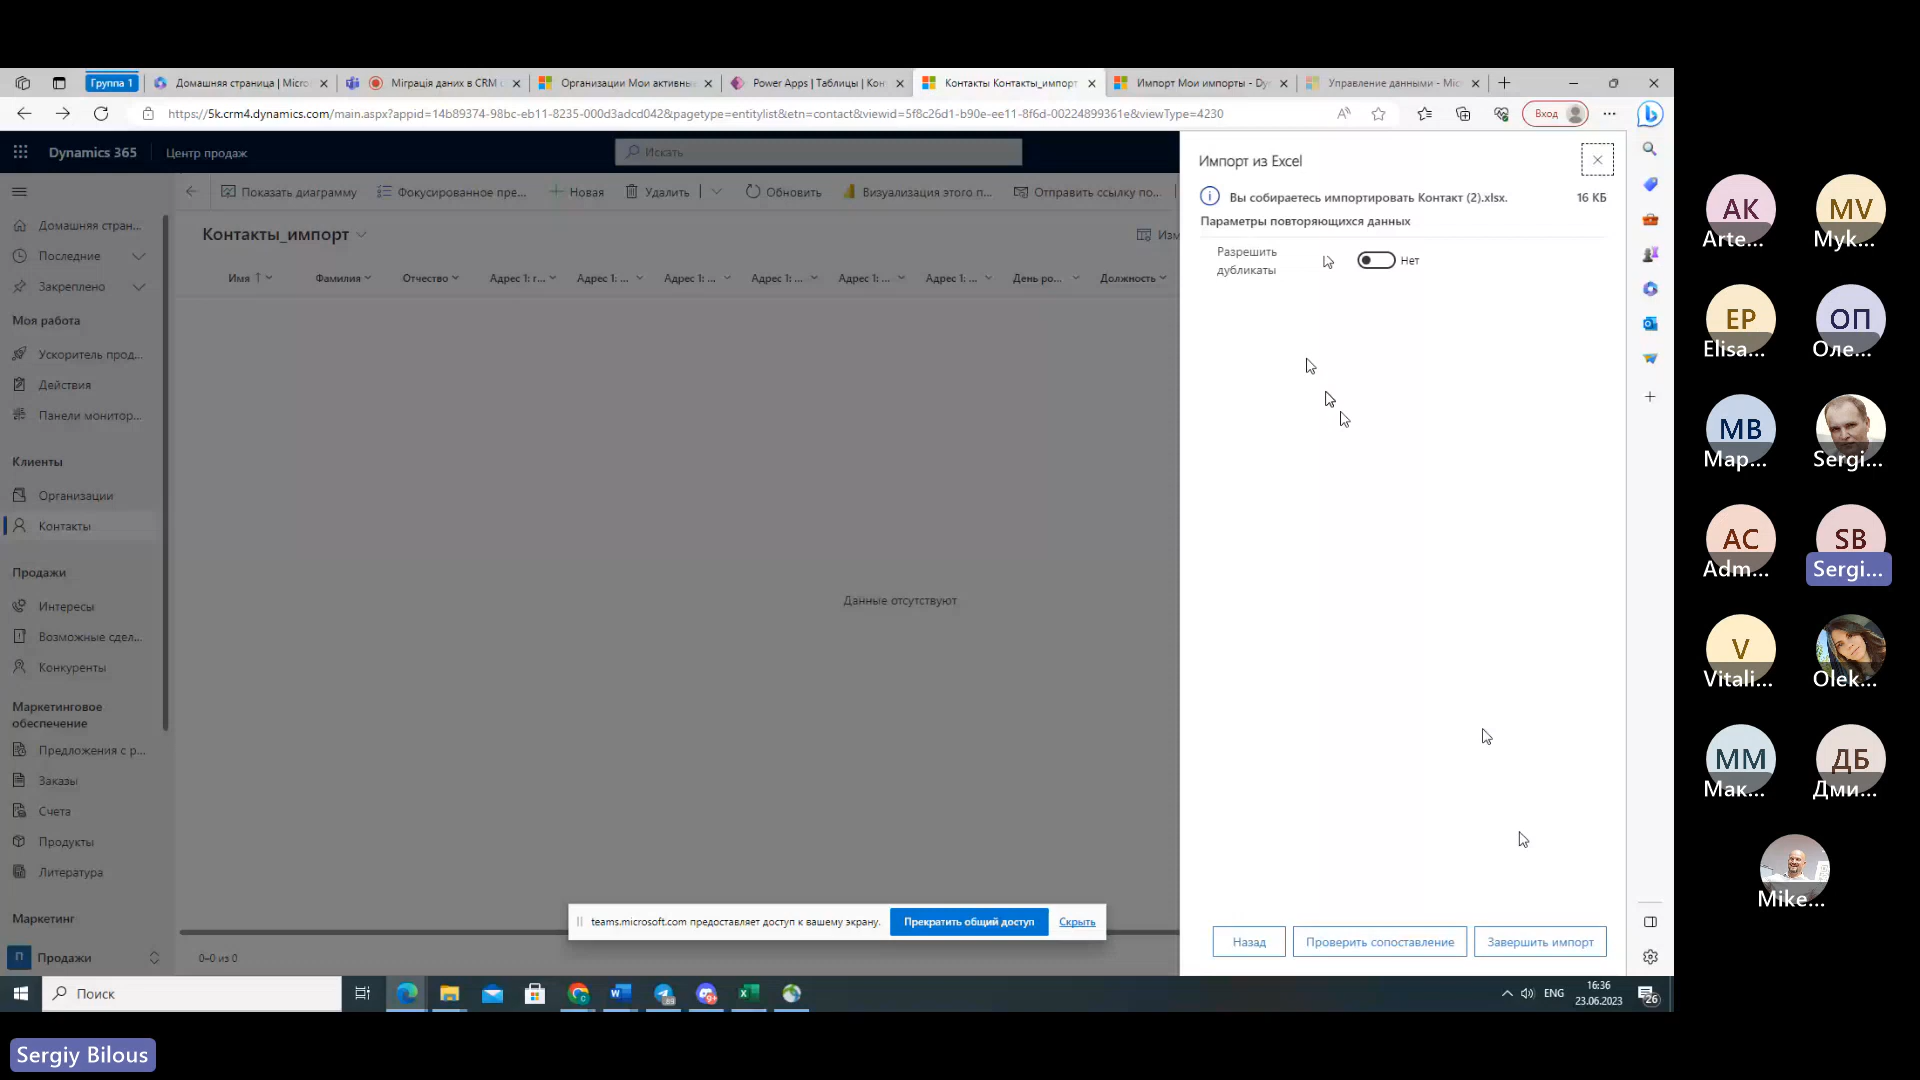 Группа 1
Домашняя страница | Micro
Міграція даних в CRM
Организации Мои активны
Power Apps | Таблицы | Кон
Контакты Контакты_импорт
Импорт Мои импорты - Dy
Управление данными - Mic
https://5k.crm4.dynamics.com/main.aspx?appid=14b89374-98bc-eb11-8235-000d3adcd042&pagetype=entitylist&etn=contact&viewid=5f8c26d1-b90e-ee11-8f6d-00224899361e&viewType=4230
Вход
Dynamics 365
Центр продаж
Искать
Показать диаграмму
Фокусированное пре...
Новая
Удалить
Обновить
Визуализация этого п...
Отправить ссылку по...
Домашняя стран...
Последние
Закреплено
Моя работа
Ускоритель прод...
Действия
Панели монитор...
Клиенты
Организации
Контакты
Продажи
Интересы
Возможные сдел...
Конкуренты
Маркетинговое
обеспечение
Предложения с р...
Заказы
Счета
Продукты
Литература
Маркетинг
П
Продажи
Контакты_импорт
Изм
Имя ↑
Фамилия
Отчество
Адрес 1: г...
Адрес 1: ...
Адрес 1: ...
Адрес 1: ...
Адрес 1: ...
Адрес 1: ...
День ро...
Должность
Данные отсутствуют
0–0 из 0
Импорт из Excel
Вы собираетесь импортировать Контакт (2).xlsx.
16 КБ
Параметры повторяющихся данных
Разрешить
дубликаты
Нет
Назад
Проверить сопоставление
Завершить импорт
teams.microsoft.com предоставляет доступ к вашему экрану.
Прекратить общий доступ
Скрыть
Поиск
ENG
16:36
23.06.2023
26
AK
Arte...
MV
Myk...
EP
Elisa...
ОП
Оле...
МВ
Мар...
Sergi...
AC
Adm...
SB
Sergi...
V
Vitali...
Olek...
ММ
Мак...
ДБ
Дми...
Mike...
Sergiy Bilous